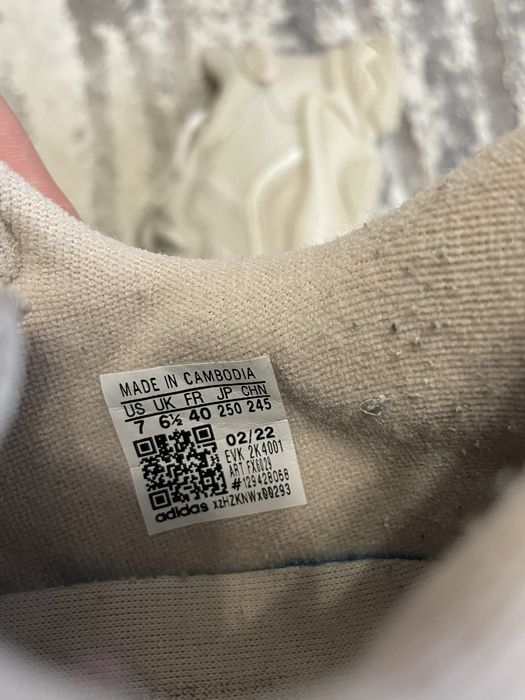 MADE IN CAMBODIA
US UK FR JP CHN
7 6½ 40 250 245
02/22
EVK 2K4001
ART FX6029
#129428068
adidas xzHZKNWx00293